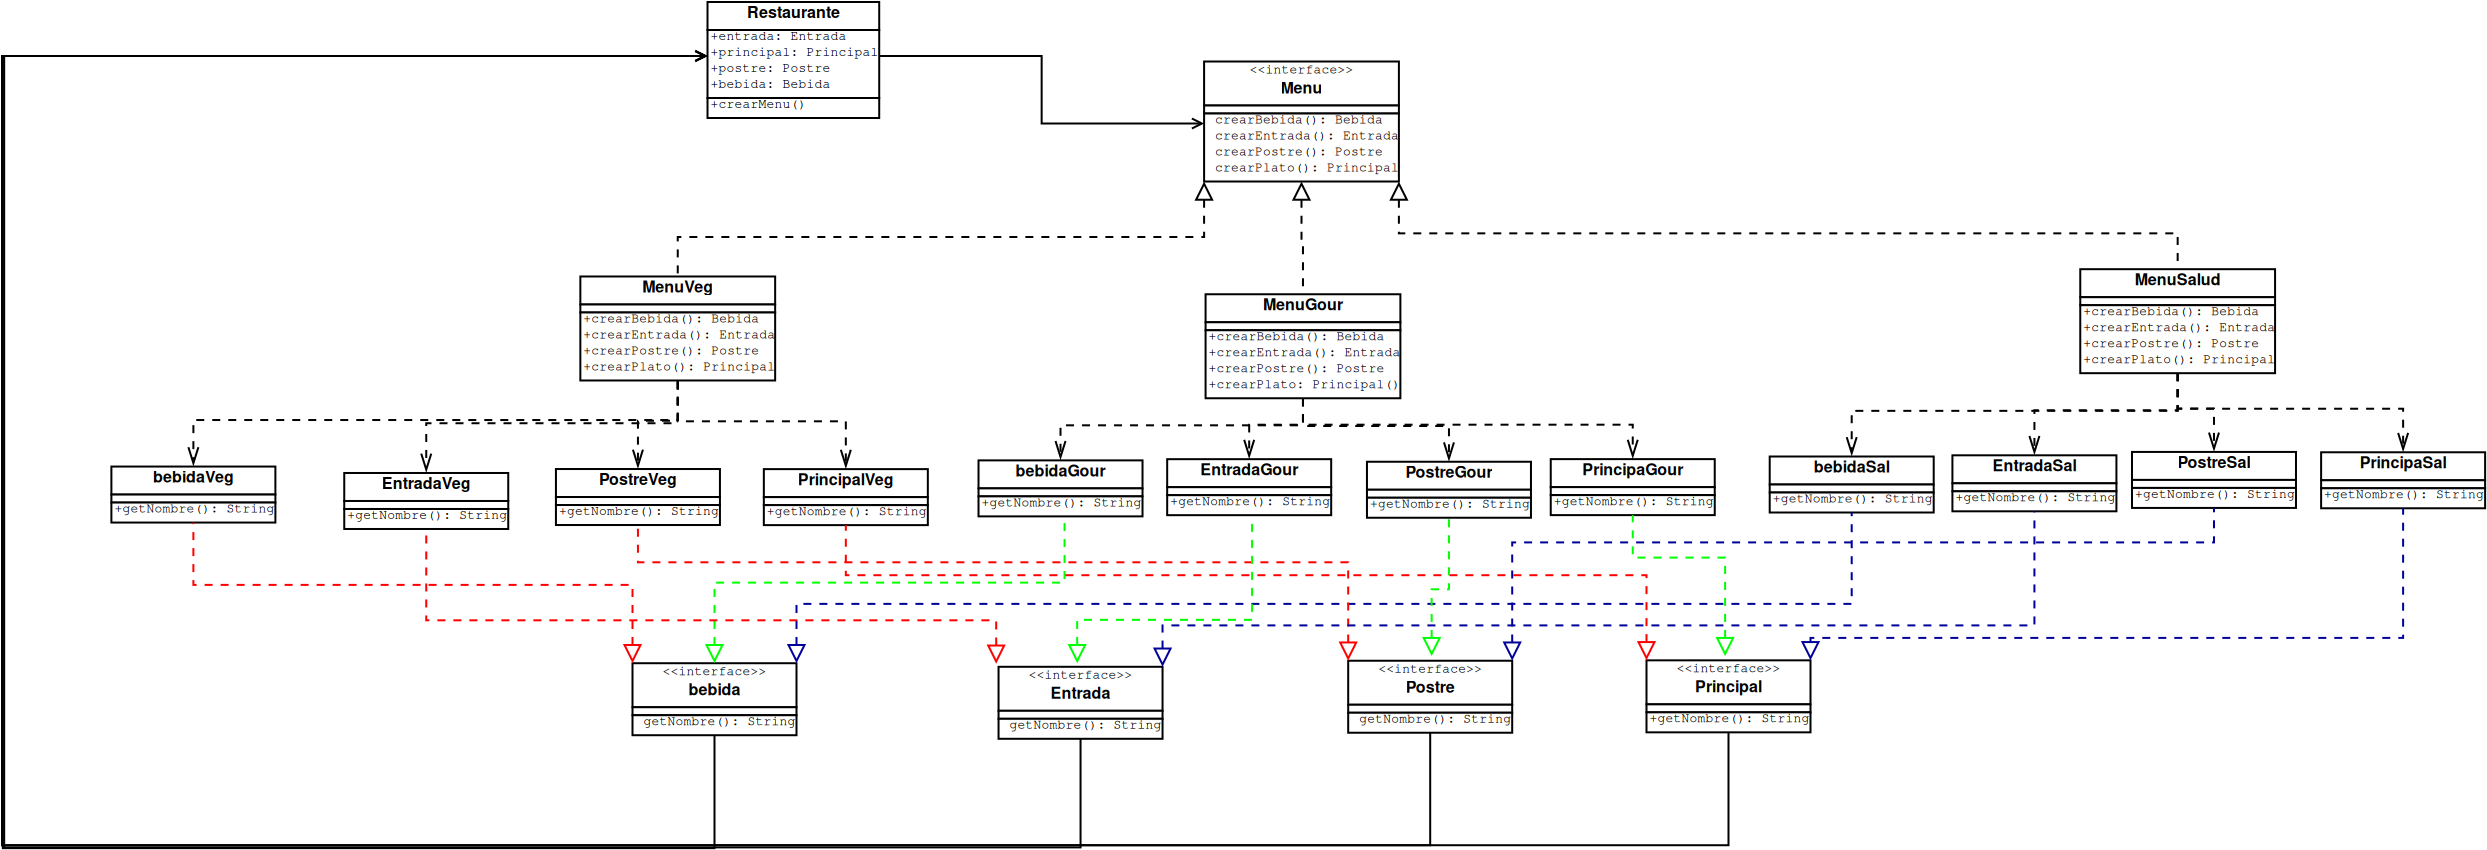 Restaurante
+entrada: Entrada
+principal: Principal
+postre: Postre
+bebida: Bebida
+crearMenu()
<<interface>>
Menu
crearBebida(): Bebida
crearEntrada(): Entrada
crearPostre(): Postre
crearPlato(): Principal
MenuVeg
+crearBebida(): Bebida
+crearEntrada(): Entrada
+crearPostre(): Postre
+crearPlato(): Principal
MenuGour
+crearBebida(): Bebida
+crearEntrada(): Entrada
+crearPostre(): Postre
+crearPlato: Principal()
MenuSalud
+crearBebida(): Bebida
+crearEntrada(): Entrada
+crearPostre(): Postre
+crearPlato(): Principal
bebidaVeg
+getNombre(): String
EntradaVeg
+getNombre(): String
PostreVeg
+getNombre(): String
PrincipalVeg
+getNombre(): String
bebidaGour
+getNombre(): String
EntradaGour
+getNombre(): String
PostreGour
+getNombre(): String
PrincipaGour
+getNombre(): String
bebidaSal
+getNombre(): String
EntradaSal
+getNombre(): String
PostreSal
+getNombre(): String
PrincipaSal
+getNombre(): String
<<interface>>
bebida
getNombre(): String
<<interface>>
Entrada
getNombre(): String
<<interface>>
Postre
getNombre(): String
<<interface>>
Principal
+getNombre(): String